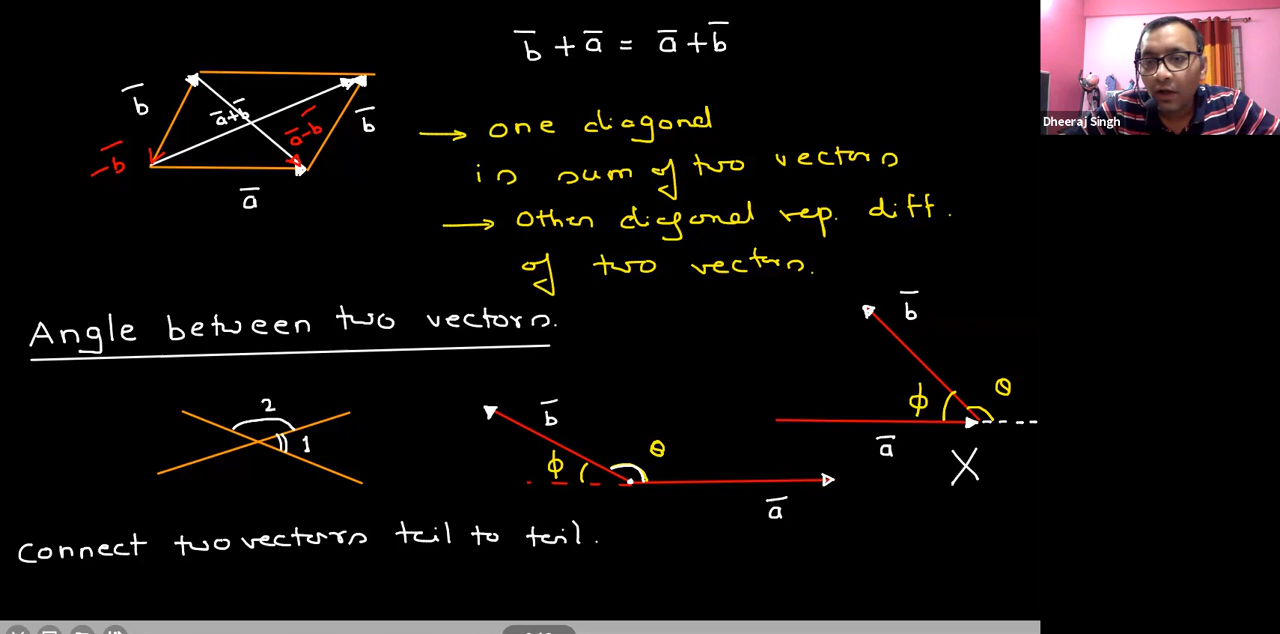 b̅ + a̅ = a̅ + b̅
b̅
a̅+b̅
a̅-b̅
b̅
-b̅
a̅
→ one diagonal
is sum of two vectors
→ Other diagonal rep. diff.
of two vectors.
Dheeraj Singh
Angle between two vectors.
2
1
b̅
ϕ
θ
a̅
b̅
ϕ
θ
a̅
X
Connect two vectors tail to tail.